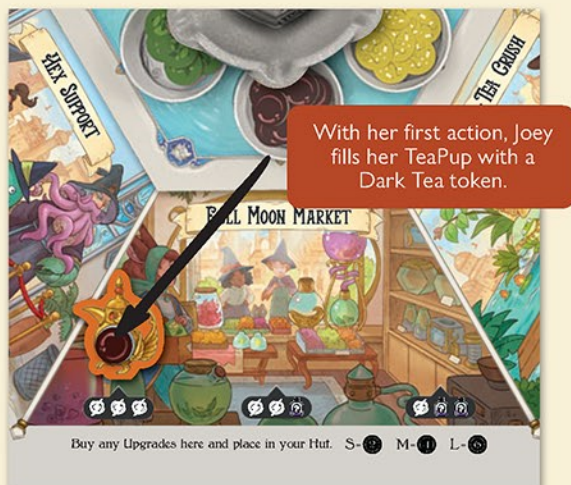 HEX SUPPORT
TEA CRUSH
With her first action, Joey
fills her TeaPup with a
Dark Tea token.
MOON MARKET
Buy any Upgrades here and place in your Hut. S- M- L-